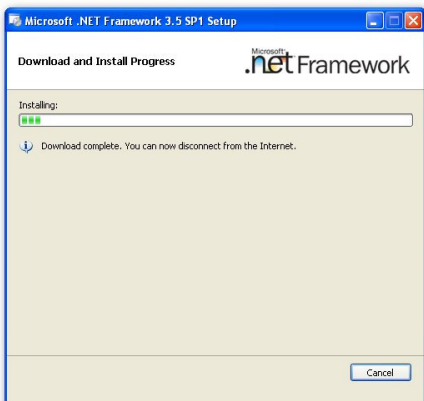 Microsoft .NET Framework 3.5 SP1 Setup
Download and Install Progress
Microsoft
.net Framework
Installing:
Download complete. You can now disconnect from the Internet.
Cancel